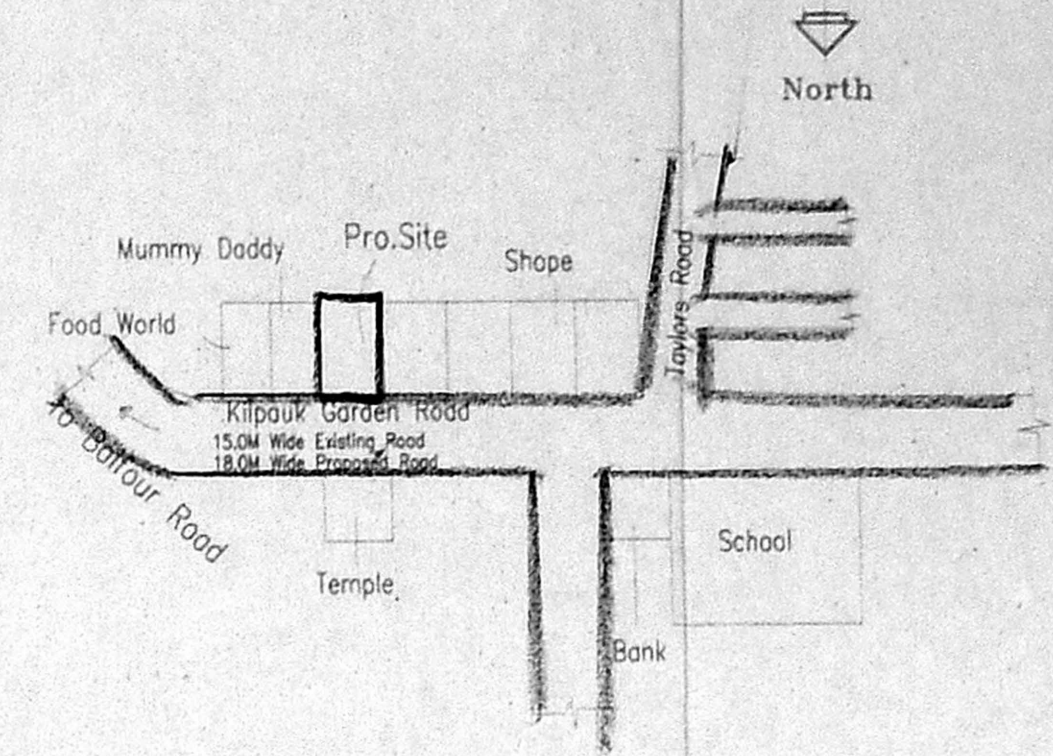 North
Mummy Daddy
Pro.Site
Shope
Food World
Taylors Road
Kilpauk Garden Road
15.0M Wide Existing Road
18.0M Wide Proposed Road
To Balfour Road
Temple
School
Bank